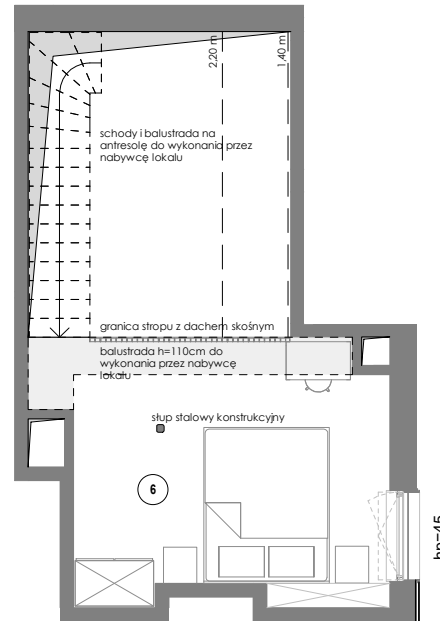 2,20 m
1,40 m
schody i balustrada na
antresolę do wykonania przez
nabywcę lokalu
granica stropu z dachem skośnym
balustrada h=110cm do
wykonania przez nabywcę
lokalu
słup stalowy konstrukcyjny
6
hp=45